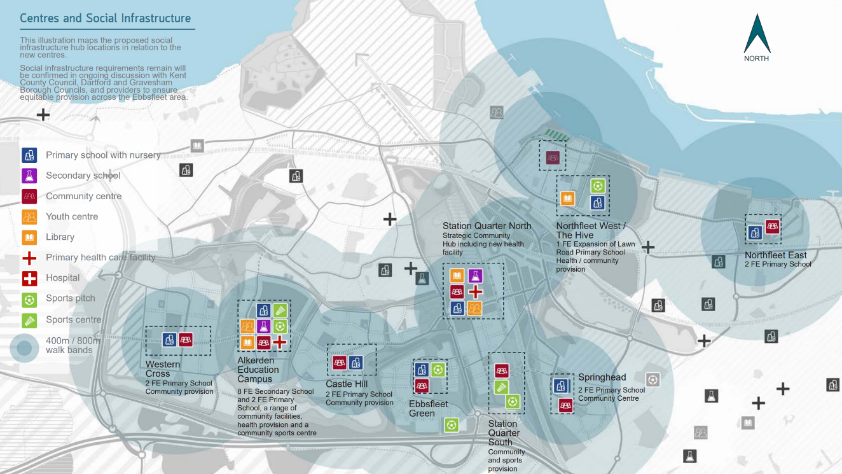 Centres and Social Infrastructure
This illustration maps the proposed social
infrastructure hub locations in relation to the
new centres.
Social infrastructure requirements remain will
be confirmed in ongoing discussion with Kent
County Council, Dartford and Gravesham
Borough Councils, and providers to ensure
equitable provision across the Ebbsfleet area.
NORTH
Primary school with nursery
Secondary school
Community centre
Youth centre
Library
Primary health care facility
Hospital
Sports pitch
Sports centre
400m / 800m
walk bands
Station Quarter North
Strategic Community
Hub including new health
facility
Northfleet West /
The Hive
1 FE Expansion of Lawn
Road Primary School
Health / community
provision
Northfleet East
2 FE Primary School
Western
Cross
2 FE Primary School
Community provision
Alkerden
Education
Campus
8 FE Secondary School
and 2 FE Primary
School, a range of
community facilities,
health provision and a
community sports centre
Castle Hill
2 FE Primary School
Community provision
Ebbsfleet
Green
Station
Quarter
South
Community
and sports
provision
Springhead
2 FE Primary School
Community Centre